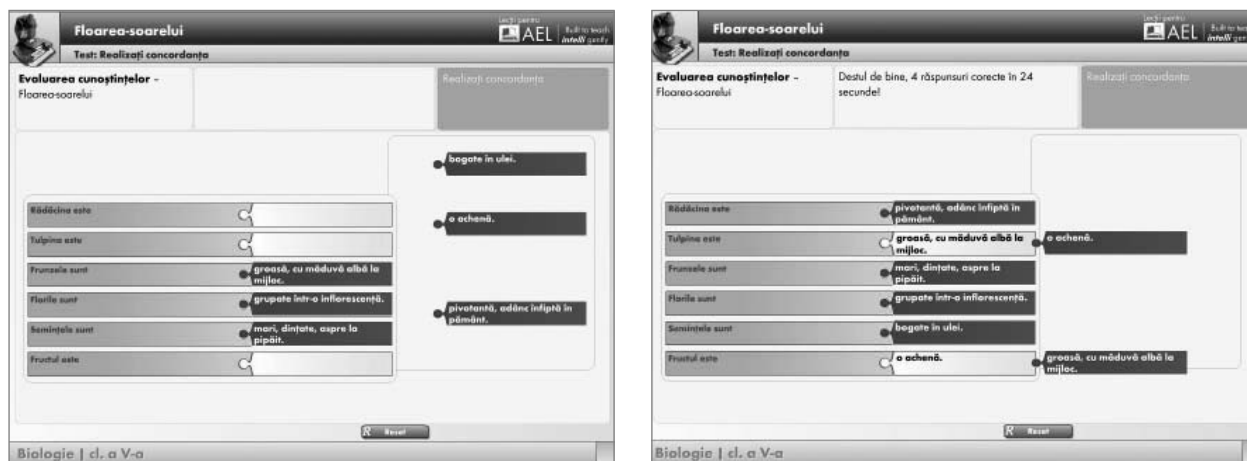 Floarea-soarelui
Lecții pentru
AEL
Built to teach
intelli gently
Test: Realizați concordanța
Evaluarea cunoștințelor –
Floarea-soarelui
Realizați concordanța
bogate în ulei.
Rădăcina este
o achenă.
Tulpina este
Frunzele sunt
groasă, cu măduvă albă la
mijloc.
Florile sunt
grupate într-o inflorescență.
pivotantă, adânc înfiptă în
pământ.
Semințele sunt
mari, dințate, aspre la
pipăit.
Fructul este
R Reset
Biologie | cl. a V-a
Floarea-soarelui
Lecții pentru
AEL
Test: Realizați concordanța
Evaluarea cunoștințelor –
Floarea-soarelui
Destul de bine, 4 răspunsuri corecte în 24
secunde!
Realizați concordanța
Rădăcina este
pivotantă, adânc înfiptă în
pământ.
Tulpina este
groasă, cu măduvă albă la
mijloc.
o achenă.
Frunzele sunt
mari, dințate, aspre la
pipăit.
Florile sunt
grupate într-o inflorescență.
Semințele sunt
bogate în ulei.
Fructul este
o achenă.
groasă, cu măduvă albă la
mijloc.
R Reset
Biologie | cl. a V-a